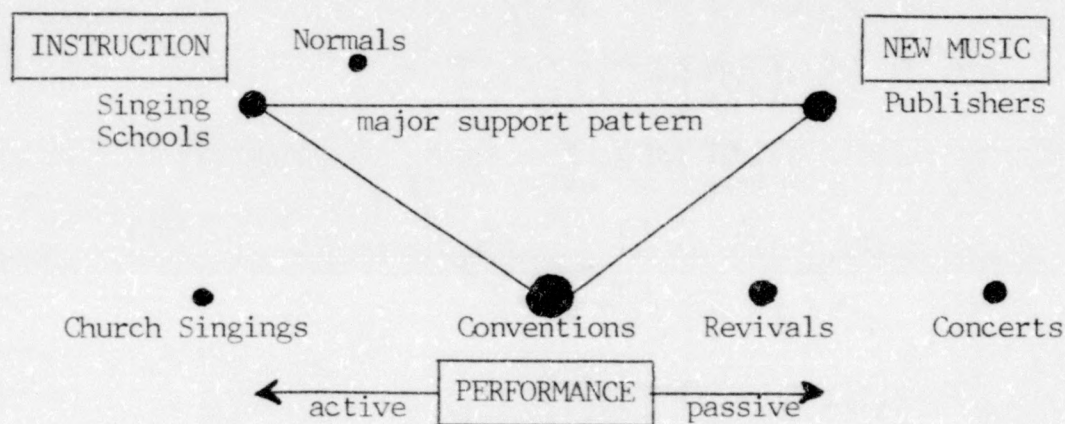 INSTRUCTION
Normals
NEW MUSIC
Singing
Schools
major support pattern
Publishers
Church Singings
Conventions
Revivals
Concerts
active
PERFORMANCE
passive